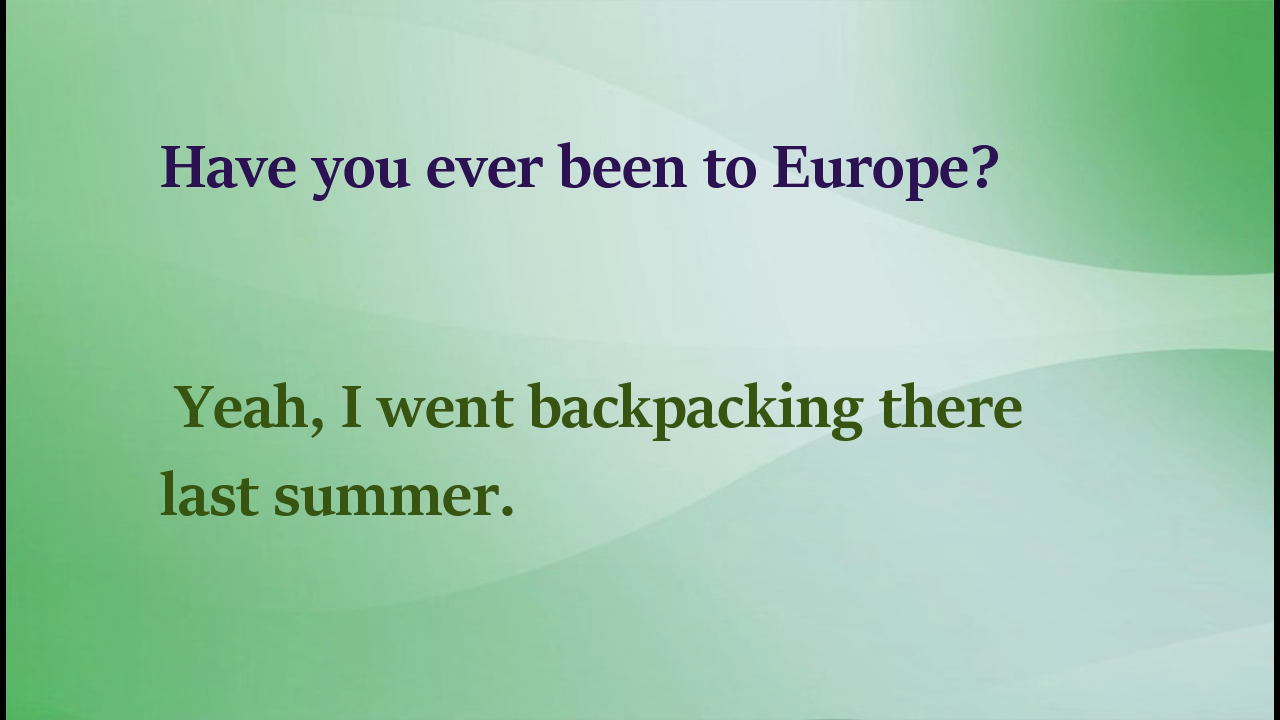 Have you ever been to Europe?
Yeah, I went backpacking there
last summer.